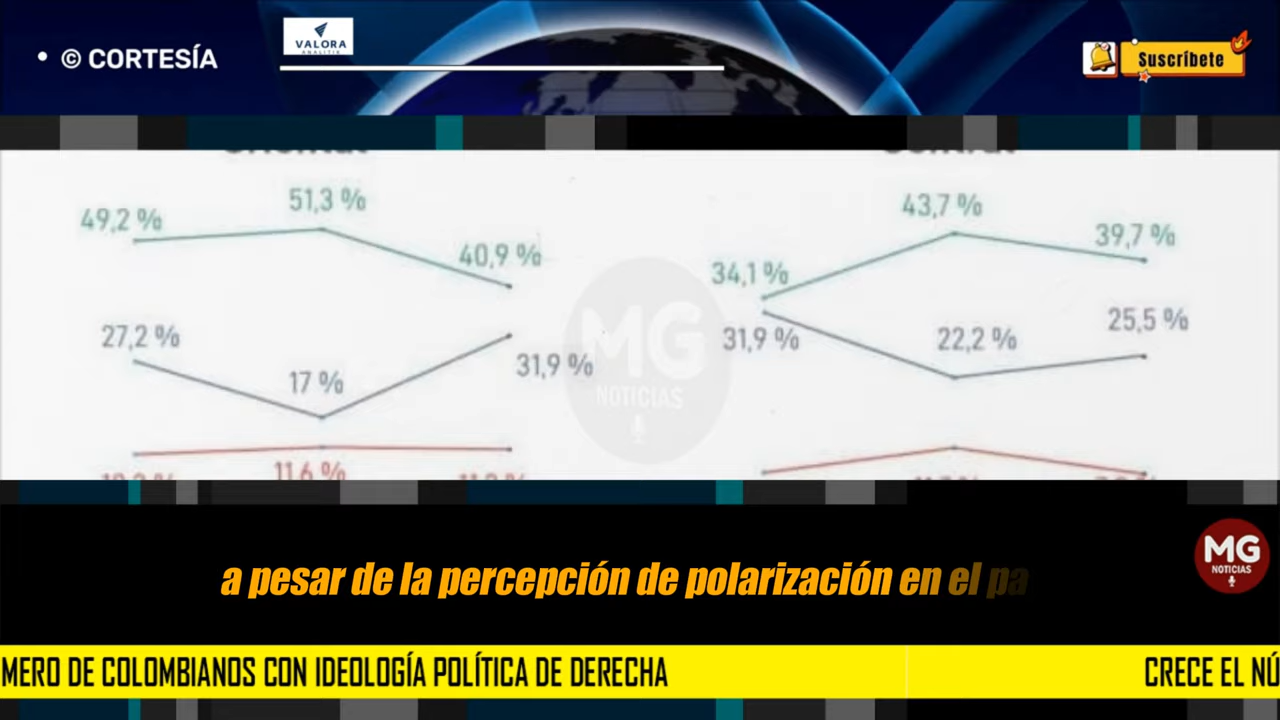 • © CORTESÍA
VALORA
ANALITIK
Suscríbete
49,2 %
51,3 %
40,9 %
27,2 %
17 %
31,9 %
11,6 %
34,1 %
43,7 %
39,7 %
31,9 %
22,2 %
25,5 %
MG
NOTICIAS
a pesar de la percepción de polarización en el pa
MG
NOTICIAS
MERO DE COLOMBIANOS CON IDEOLOGÍA POLÍTICA DE DERECHA
CRECE EL NÚ